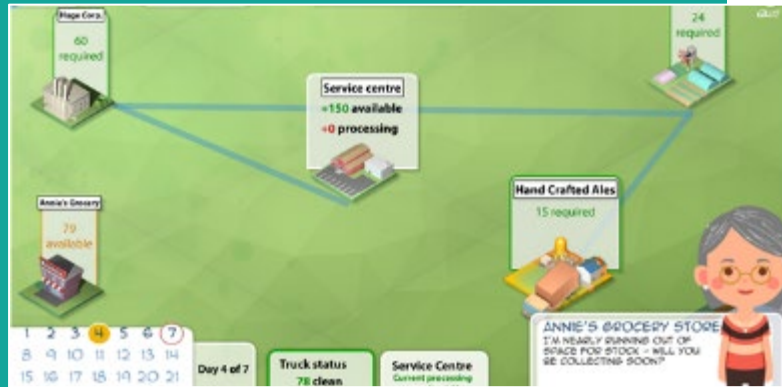 Huge Corp.
60
required
24
required
Service centre
+150 available
+0 processing
Annie's Grocery
79
available
Hand Crafted Ales
15 required
1 2 3 4 5 6 7
8 9 10 11 12 13 14
15 16 17 18 19 20 21
Day 4 of 7
Truck status
78 clean
Service Centre
Current processing
ANNIE'S GROCERY STORE
I'M NEARLY RUNNING OUT OF
SPACE FOR STOCK - WILL YOU
BE COLLECTING SOON?